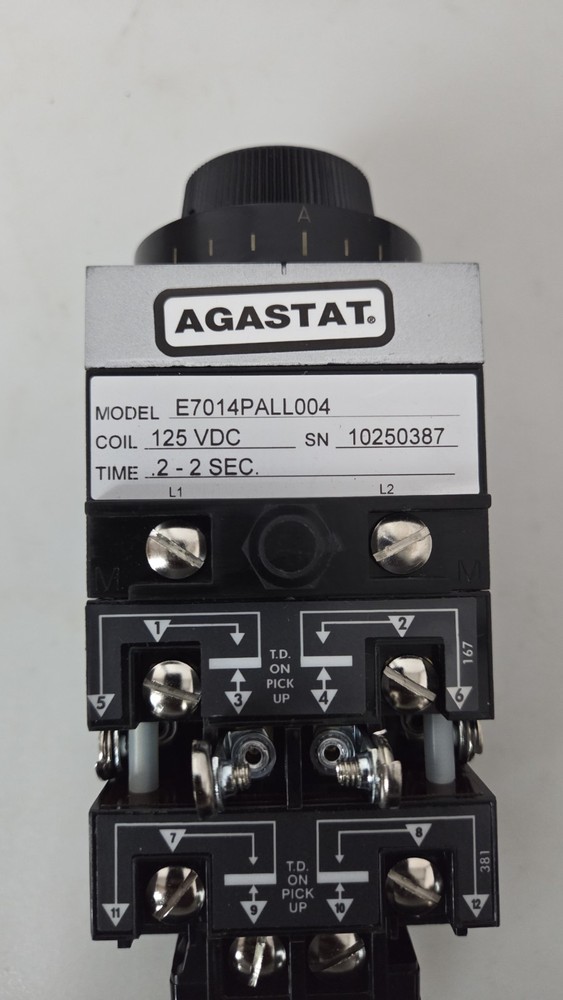 A
AGASTAT®
MODEL E7014PALL004
COIL 125 VDC SN 10250387
TIME .2 - 2 SEC.
L1 L2
M M
1 2
T.D.
ON
PICK
UP
167
5 3 4 6
7 8
T.D.
ON
PICK
UP
381
11 9 10 12